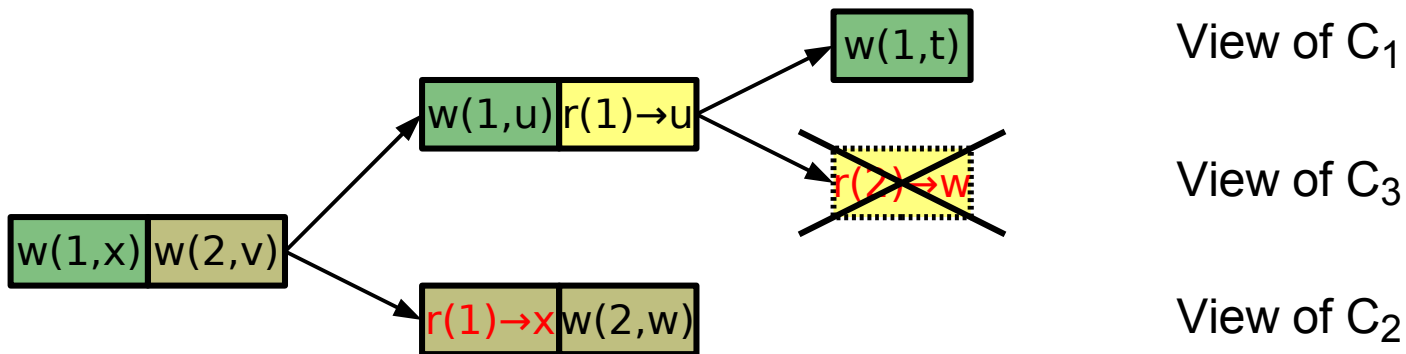 w(1,t) View of C₁
w(1,u) r(1)→u
r(2)→w View of C₃
w(1,x) w(2,v)
r(1)→x w(2,w) View of C₂